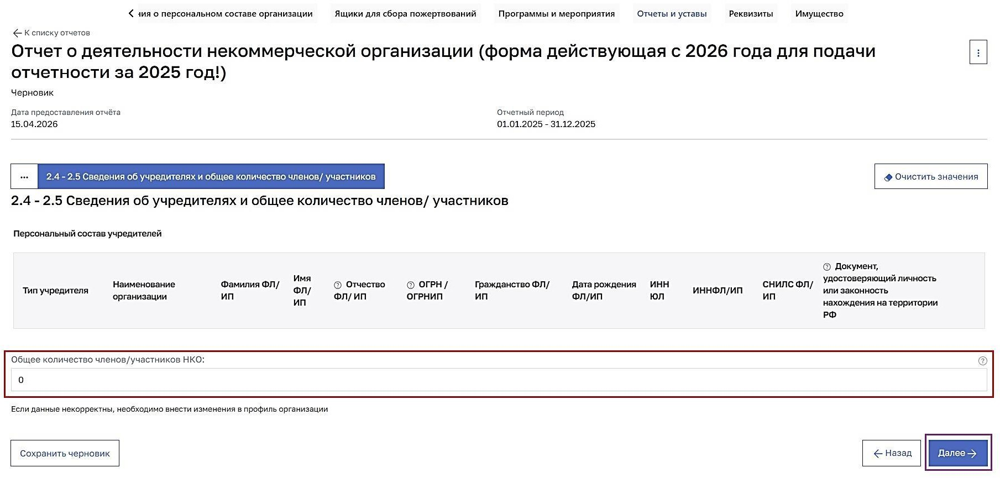 ния о персональном составе организации Ящики для сбора пожертвований Программы и мероприятия Отчеты и уставы Реквизиты Имущество
К списку отчетов
Отчет о деятельности некоммерческой организации (форма действующая с 2026 года для подачи
отчетности за 2025 год!)
Черновик
Дата предоставления отчёта Отчетный период
15.04.2026 01.01.2025 - 31.12.2025
... 2.4 - 2.5 Сведения об учредителях и общее количество членов/ участников Очистить значения
2.4 - 2.5 Сведения об учредителях и общее количество членов/ участников
Персональный состав учредителей
Тип учредителя
Наименование
организации
Фамилия ФЛ/
ИП
Имя
ФЛ/
ИП
? Отчество
ФЛ/ ИП
? ОГРН /
ОГРНИП
Гражданство ФЛ/
ИП
Дата рождения
ФЛ/ИП
ИНН
ЮЛ
ИННФЛ/ИП
СНИЛС ФЛ/
ИП
? Документ,
удостоверяющий личность
или законность
нахождения на территории
РФ
Общее количество членов/участников НКО: ?
0
Если данные некорректны, необходимо внести изменения в профиль организации
Сохранить черновик Назад Далее